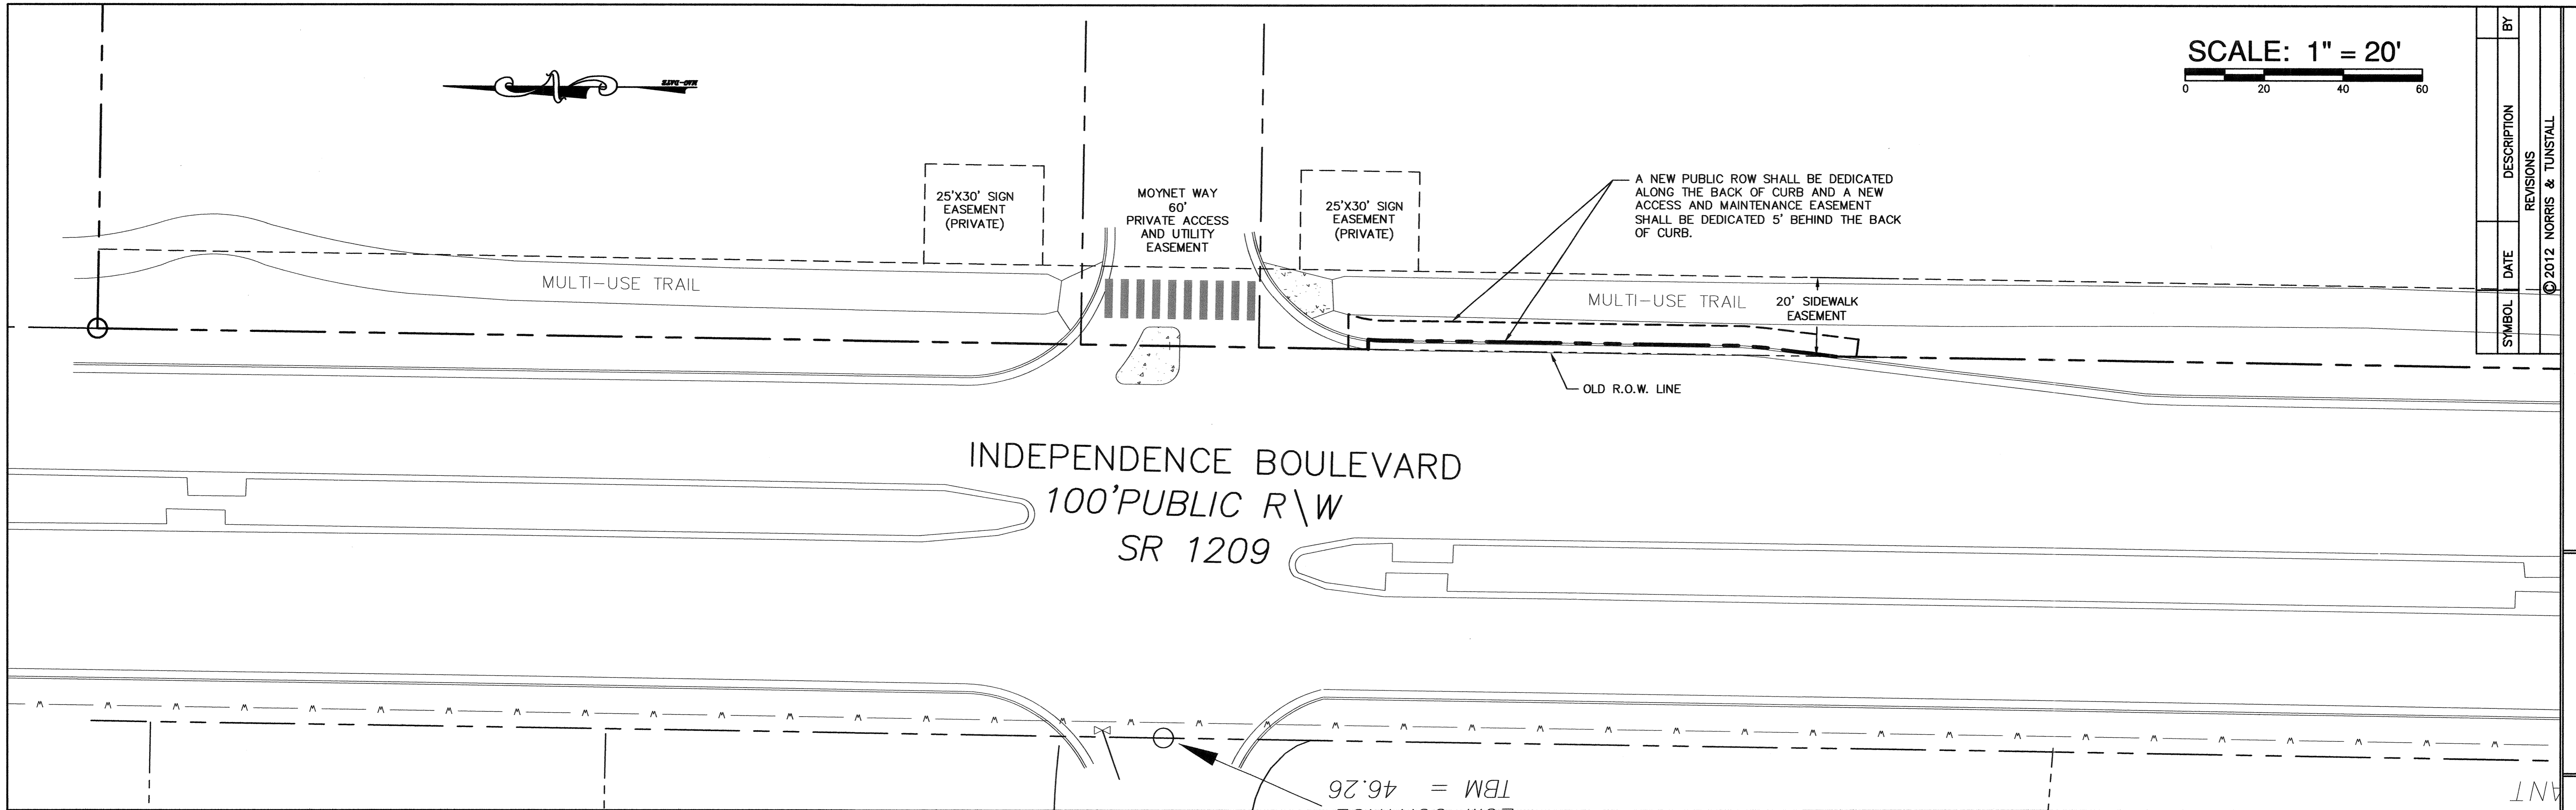 SCALE: 1" = 20'
0 20 40 60
BY
DESCRIPTION
DATE
SYMBOL
REVISIONS
©2012 NORRIS & TUNSTALL
25'X30' SIGN
EASEMENT
(PRIVATE)
MOYNET WAY
60'
PRIVATE ACCESS
AND UTILITY
EASEMENT
25'X30' SIGN
EASEMENT
(PRIVATE)
A NEW PUBLIC ROW SHALL BE DEDICATED
ALONG THE BACK OF CURB AND A NEW
ACCESS AND MAINTENANCE EASEMENT
SHALL BE DEDICATED 5' BEHIND THE BACK
OF CURB.
MULTI-USE TRAIL
MULTI-USE TRAIL
20' SIDEWALK
EASEMENT
OLD R.O.W. LINE
INDEPENDENCE BOULEVARD
100'PUBLIC R\W
SR 1209
TBM = 46.26